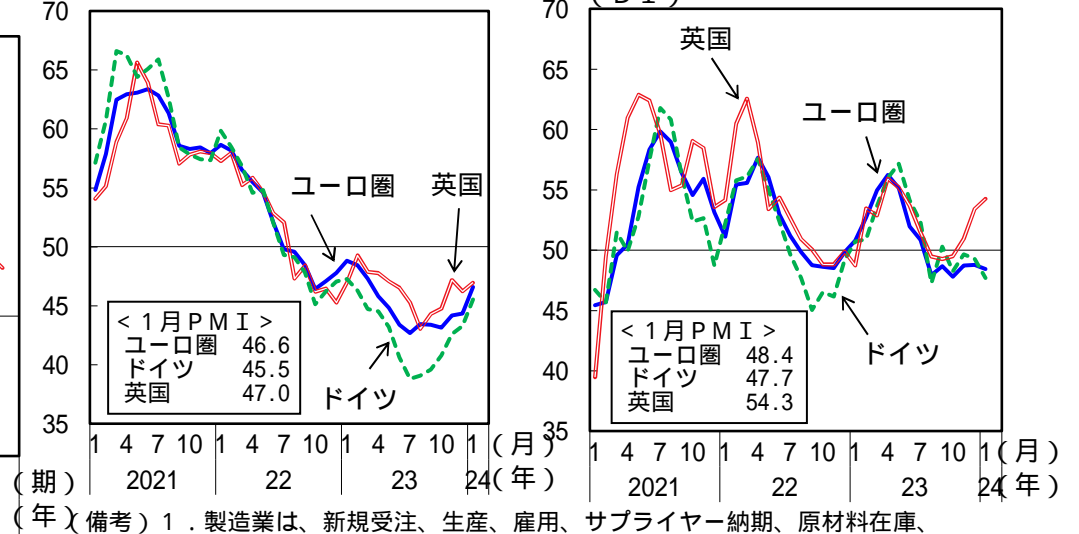 (ＤＩ)
70
65
60
55
50
45
40
35
ユーロ圏
英国
ドイツ
<１月ＰＭＩ>
ユーロ圏 46.6
ドイツ 45.5
英国 47.0
1 4 7 10 1 4 7 10 1 4 7 10 1 (月)
2021 22 23 24 (年)
70
65
60
55
50
45
40
35
英国
ユーロ圏
ドイツ
<１月ＰＭＩ>
ユーロ圏 48.4
ドイツ 47.7
英国 54.3
1 4 7 10 1 4 7 10 1 4 7 10 1 (月)
2021 22 23 24 (年)
(期)
(年)
(備考)１．製造業は、新規受注、生産、雇用、サプライヤー納期、原材料在庫、